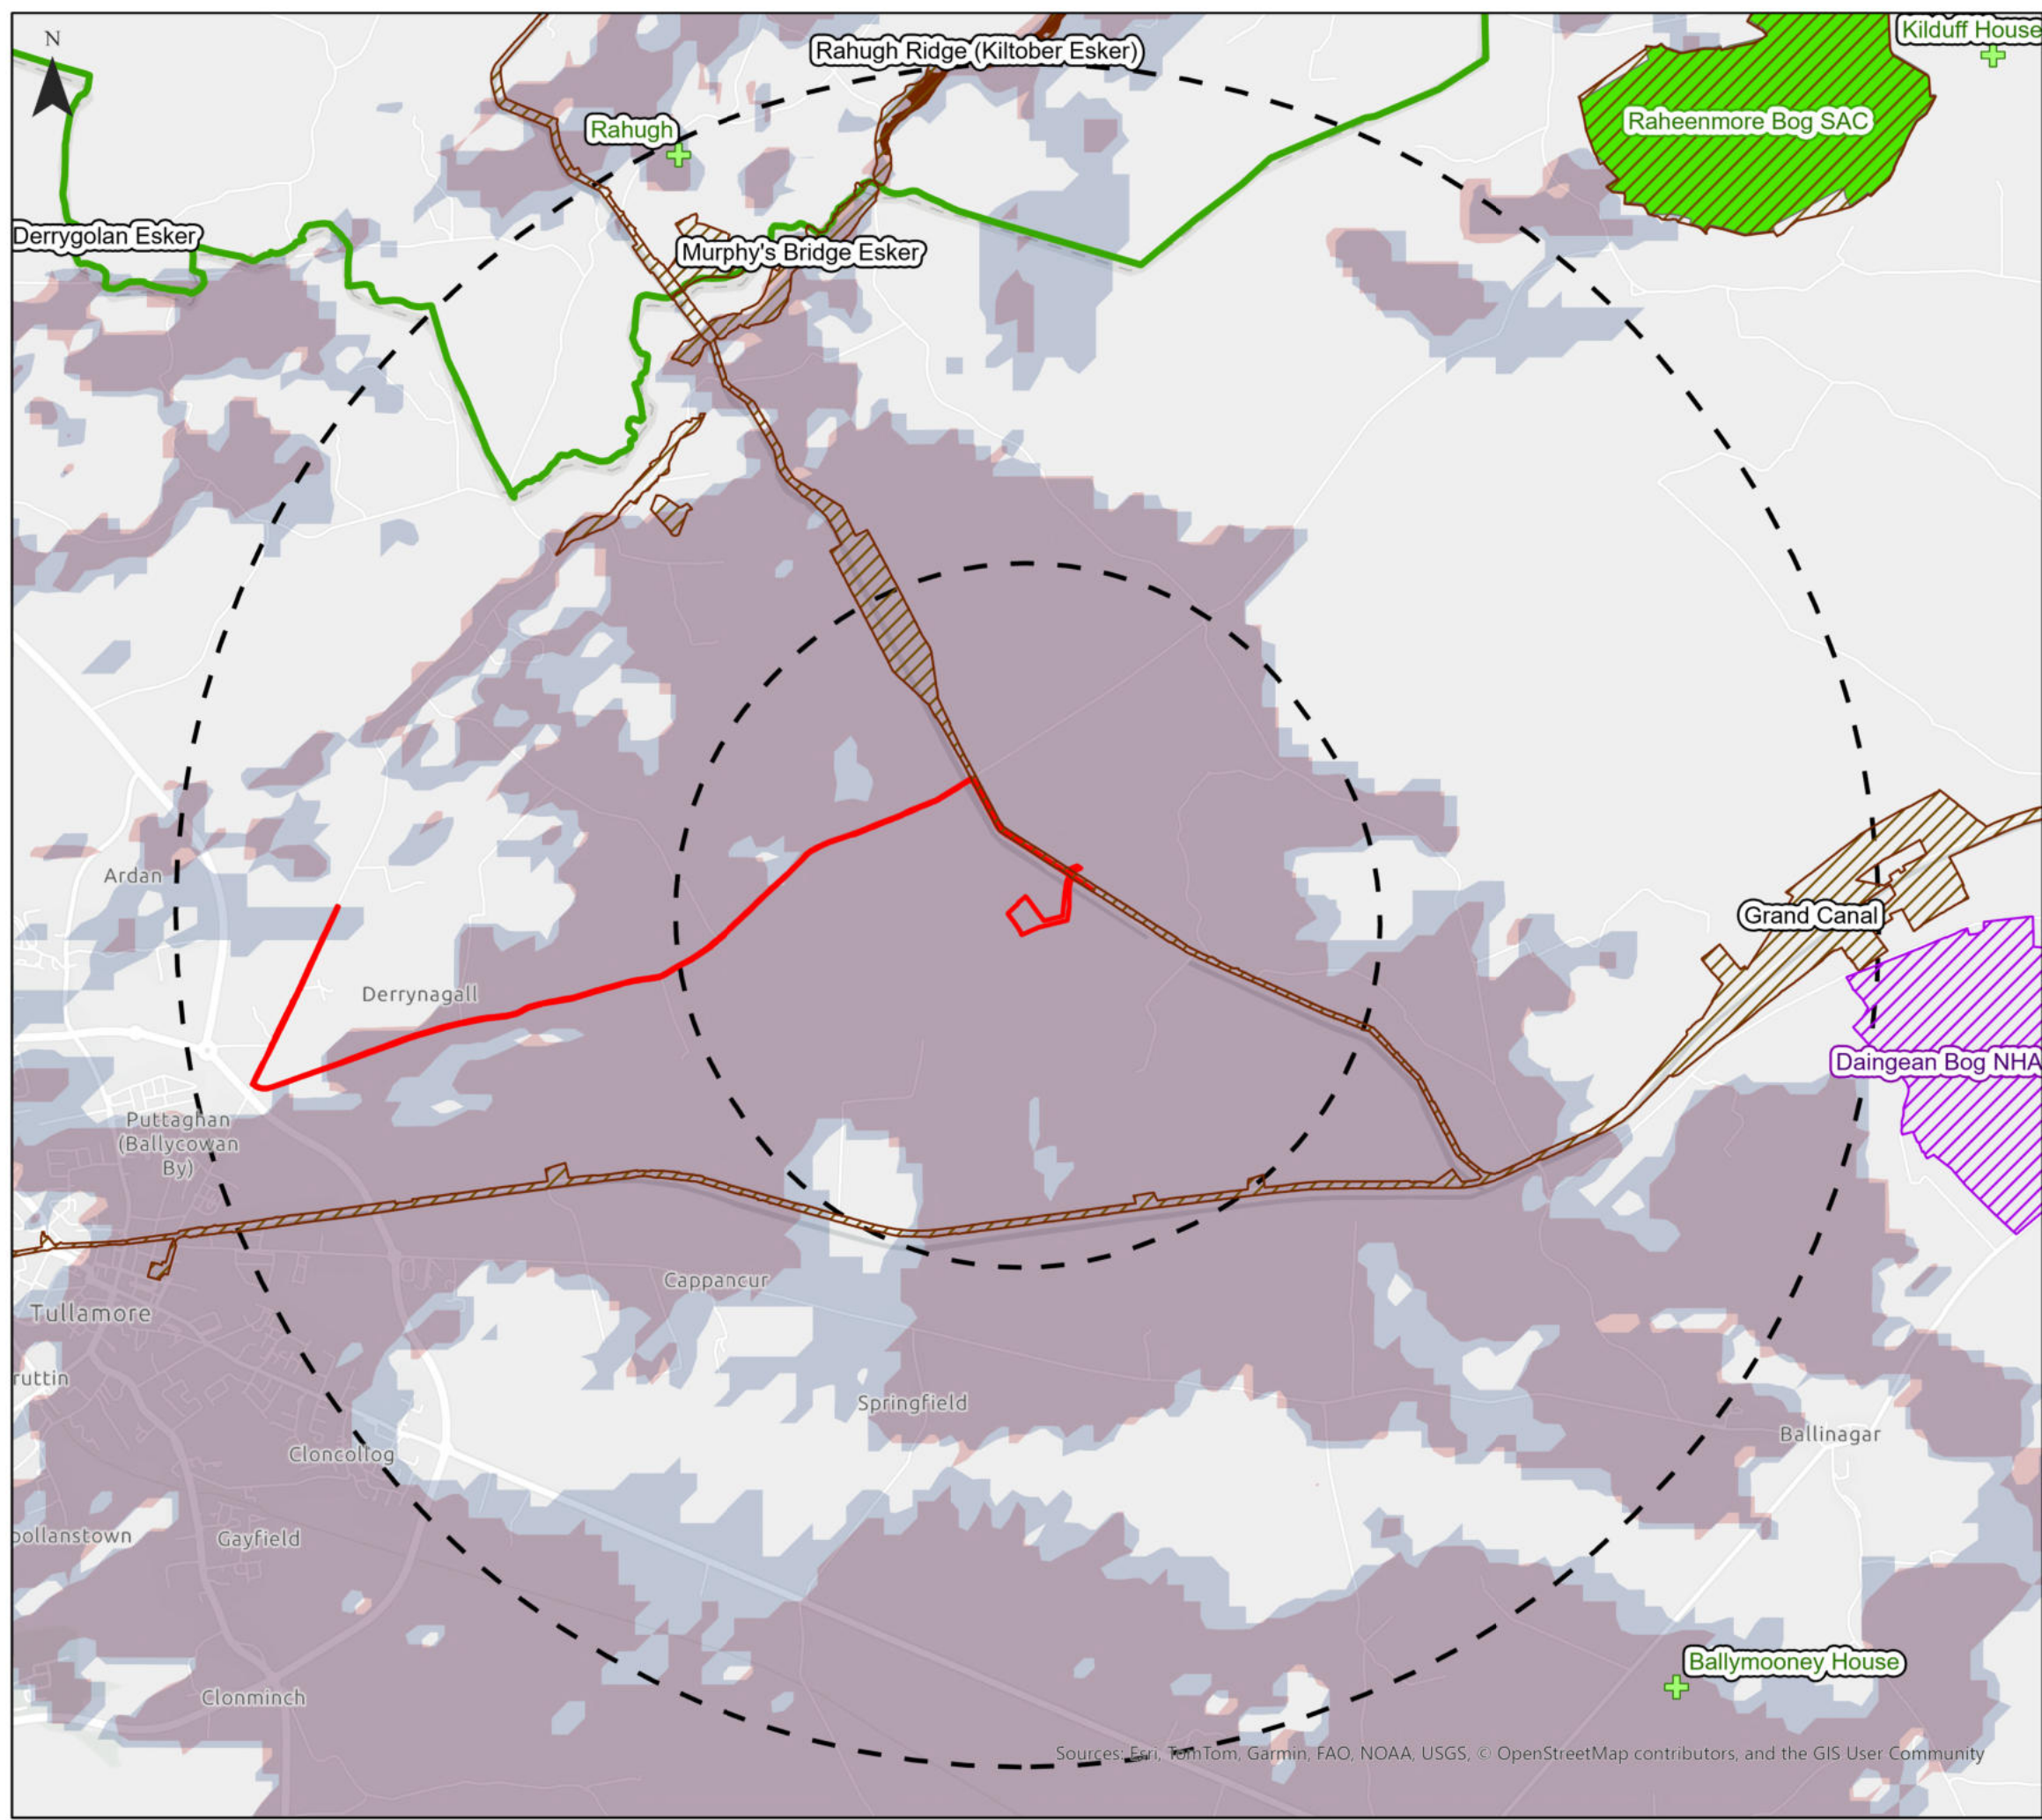 N
Rahugh Ridge (Kiltober Esker)
Kilduff House
Rahugh
Raheenmore Bog SAC
Derrygolan Esker
Murphy's Bridge Esker
Ardan
Grand Canal
Derrynagall
Daingean Bog NHA
Puttaghan
(Ballycowan
By)
Cappancur
Tullamore
ruttin
Springfield
Ballinagar
Cloncollog
ollanstown
Gayfield
Ballymooney House
Clonminch
Sources: Esri, TomTom, Garmin, FAO, NOAA, USGS, © OpenStreetMap contributors, and the GIS User Community